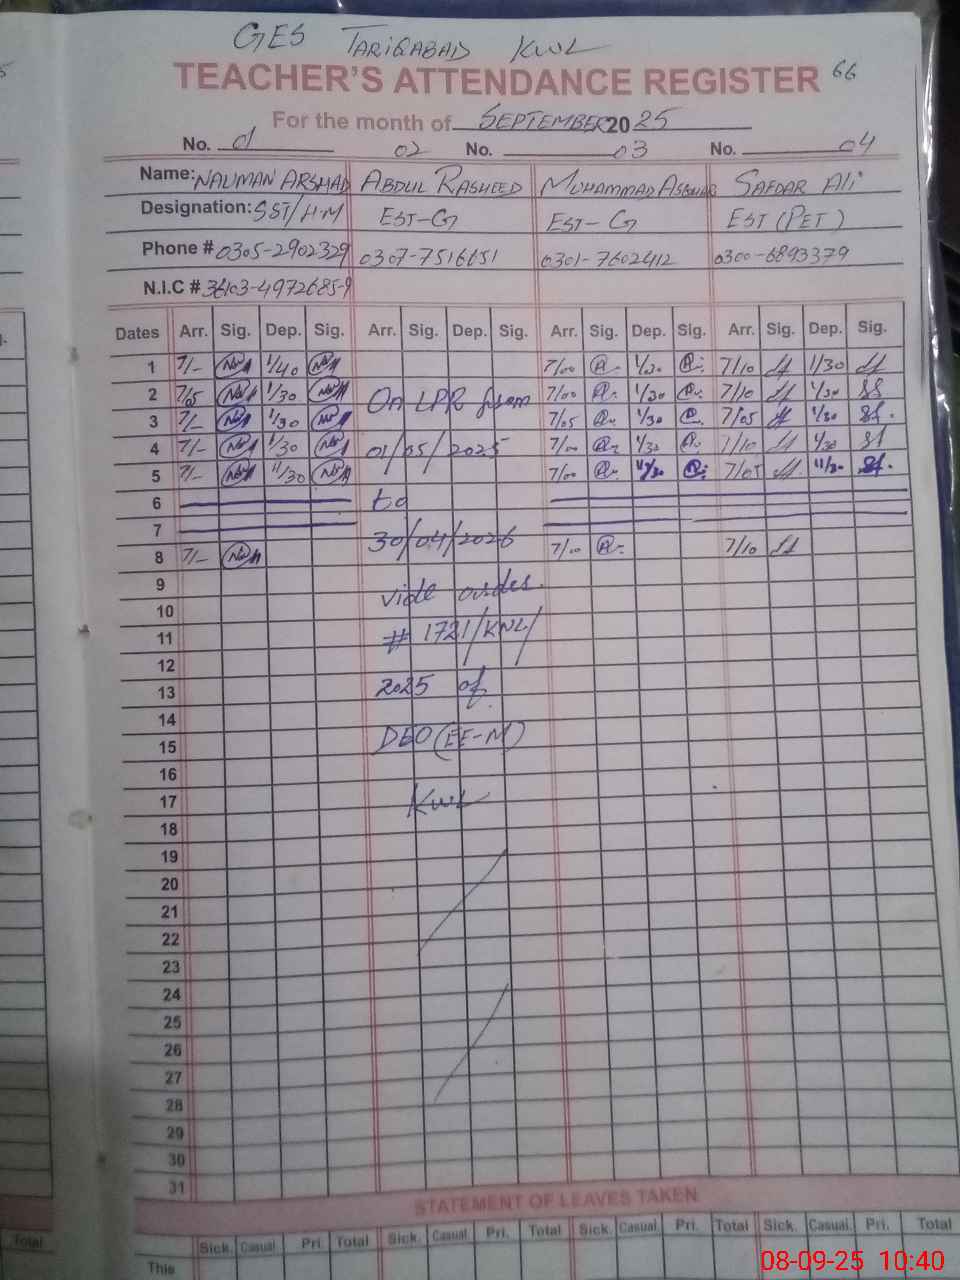 GES TARIQABAD KWL
TEACHER'S ATTENDANCE REGISTER 66
For the month of SEPTEMBER 2025
No. 01 02 No. 03 No. 04
Name: NAUMAN ARSHAD ABDUL RASHEED MUHAMMAD ASGHAR SAFDAR ALI
Designation: SST/H.M EST-G EST-G EST (PET)
Phone # 0305-2902329 0307-7516651 0301-7602412 0300-6893379
N.I.C # 36103-4972685-9
Dates Arr. Sig. Dep. Sig. Arr. Sig. Dep. Sig. Arr. Sig. Dep. Sig. Arr. Sig. Dep. Sig.
1 7/- 1/40 7/00 1/30 7/10 1/30
2 7/05 1/30 On LPR from 7/00 1/30 7/10 1/30
3 7/- 1/30 7/05 1/30 7/05 1/30
4 7/- 1/30 01/05/2025 7/00 1/30 7/10 1/30
5 7/- 11/30 7/00 11/30 7/05 11/30
6 to
7
30/04/2026
8 7/- 7/00 7/10
9 vide orders
10
11 # 1721/KWL/
12
13 2025 of
14
15 DEO (EE-M)
16
17 KWL
18
19
20
21
22
23
24
25
26
27
28
29
30
31
STATEMENT OF LEAVES TAKEN
Sick. Casual. Pri. Total Sick. Casual. Pri. Total Sick. Casual. Pri. Total Sick. Casual. Pri. Total
This
Total
08-09-25 10:40